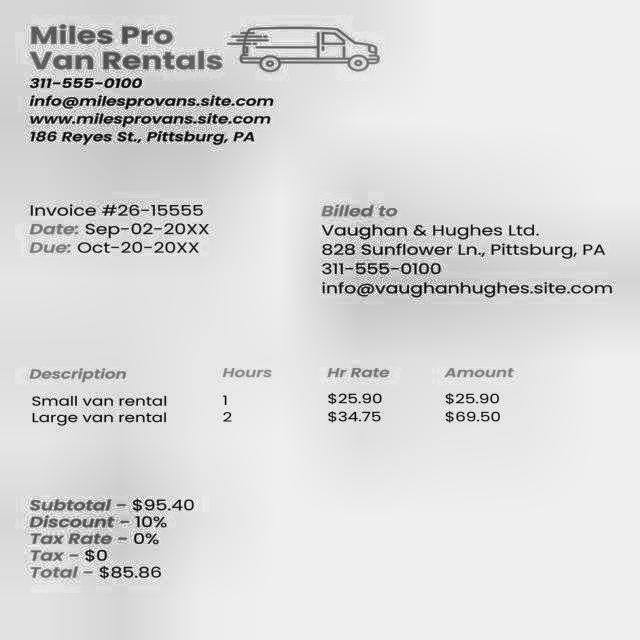 Miles Pro
Van Rentals
311-555-0100
info@milesprovans.site.com
www.milesprovans.site.com
186 Reyes St., Pittsburg, PA
Invoice #26-15555
Date: Sep-02-20XX
Due: Oct-20-20XX
Billed to
Vaughan & Hughes Ltd.
828 Sunflower Ln., Pittsburg, PA
311-555-0100
info@vaughanhughes.site.com
Description Hours Hr Rate Amount
Small van rental 1 $25.90 $25.90
Large van rental 2 $34.75 $69.50
Subtotal - $95.40
Discount - 10%
Tax Rate - 0%
Tax - $0
Total - $85.86